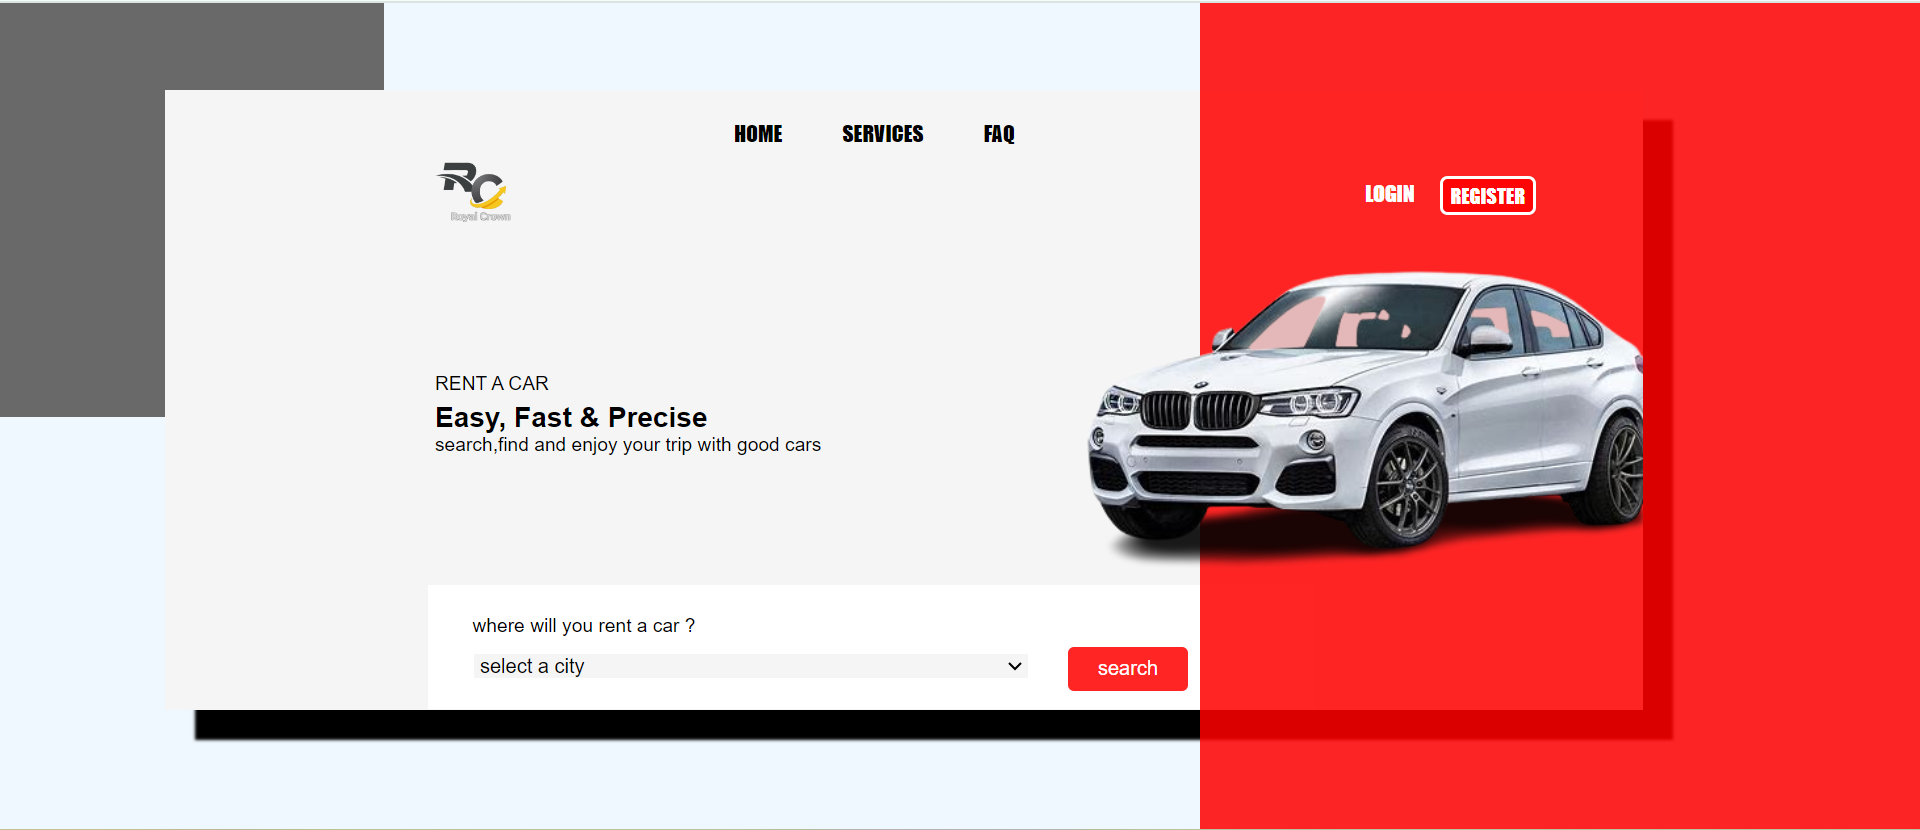 HOME SERVICES FAQ
RC
Royal Crown
LOGIN REGISTER
RENT A CAR
Easy, Fast & Precise
search,find and enjoy your trip with good cars
where will you rent a car ?
select a city
search